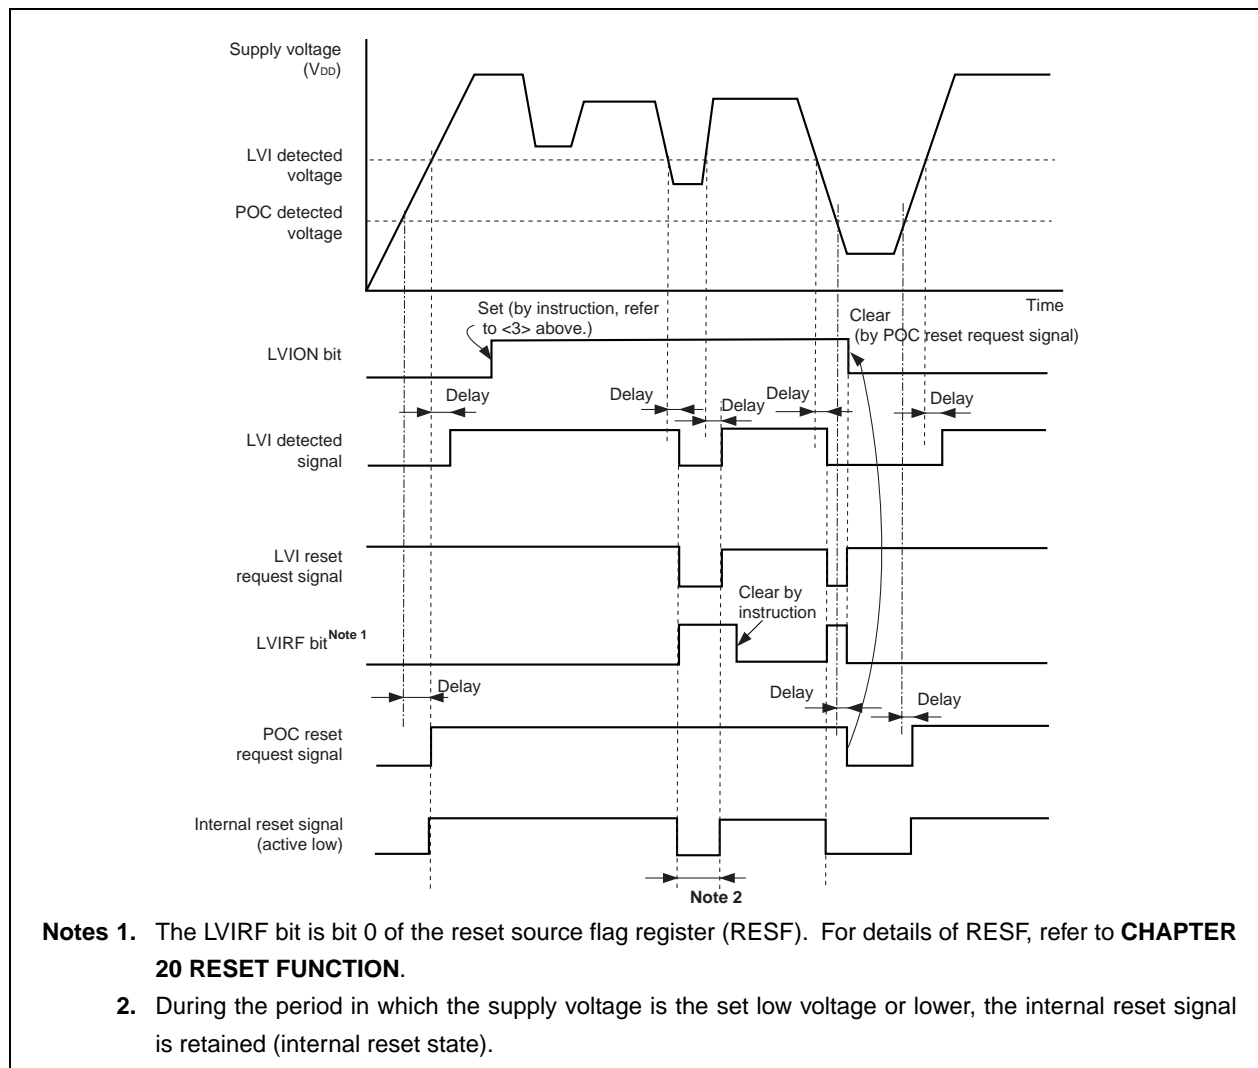 Supply voltage
(VDD)
LVI detected
voltage
POC detected
voltage
Time
Set (by instruction, refer
to <3> above.)
Clear
(by POC reset request signal)
LVION bit
Delay
Delay
Delay
Delay
Delay
LVI detected
signal
LVI reset
request signal
Clear by
instruction
LVIRF bit Note 1
Delay
Delay
Delay
POC reset
request signal
Internal reset signal
(active low)
Note 2
Notes 1. The LVIRF bit is bit 0 of the reset source flag register (RESF). For details of RESF, refer to CHAPTER
20 RESET FUNCTION.
2. During the period in which the supply voltage is the set low voltage or lower, the internal reset signal
is retained (internal reset state).